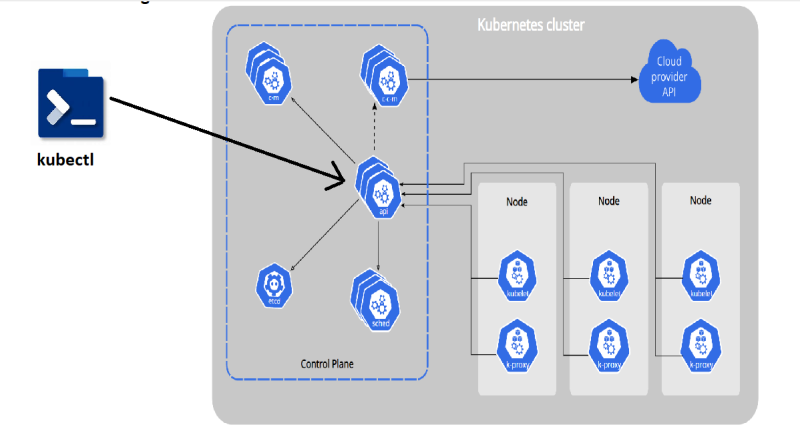 Kubernetes cluster
kubectl
c-m
c-c-m
Cloud
provider
API
api
etcd
sched
Control Plane
Node
kubelet
k-proxy
Node
kubelet
k-proxy
Node
kubelet
k-proxy